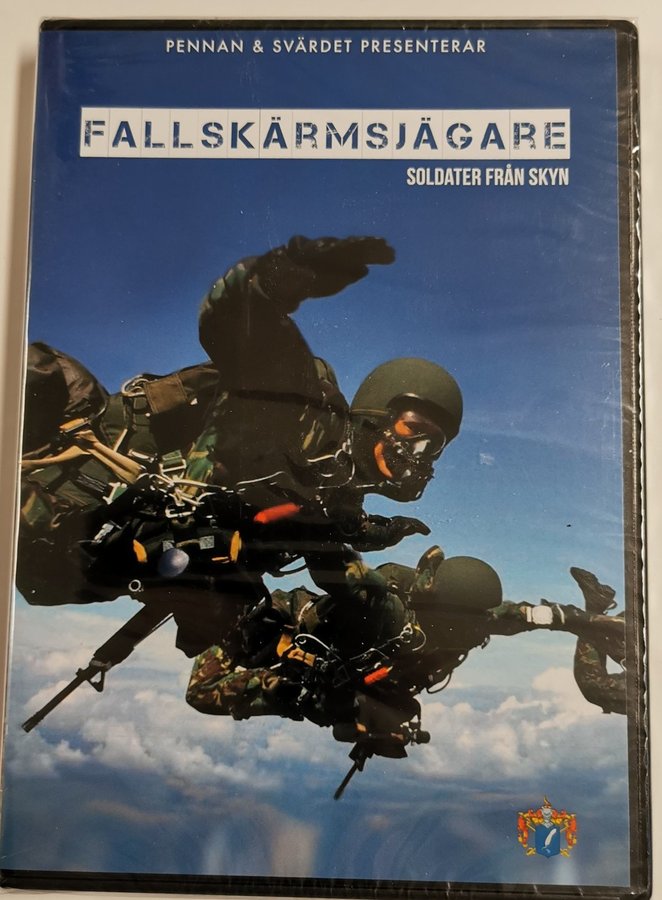 PENNAN & SVÄRDET PRESENTERAR
FALLSKÄRMSJÄGARE
SOLDATER FRÅN SKYN